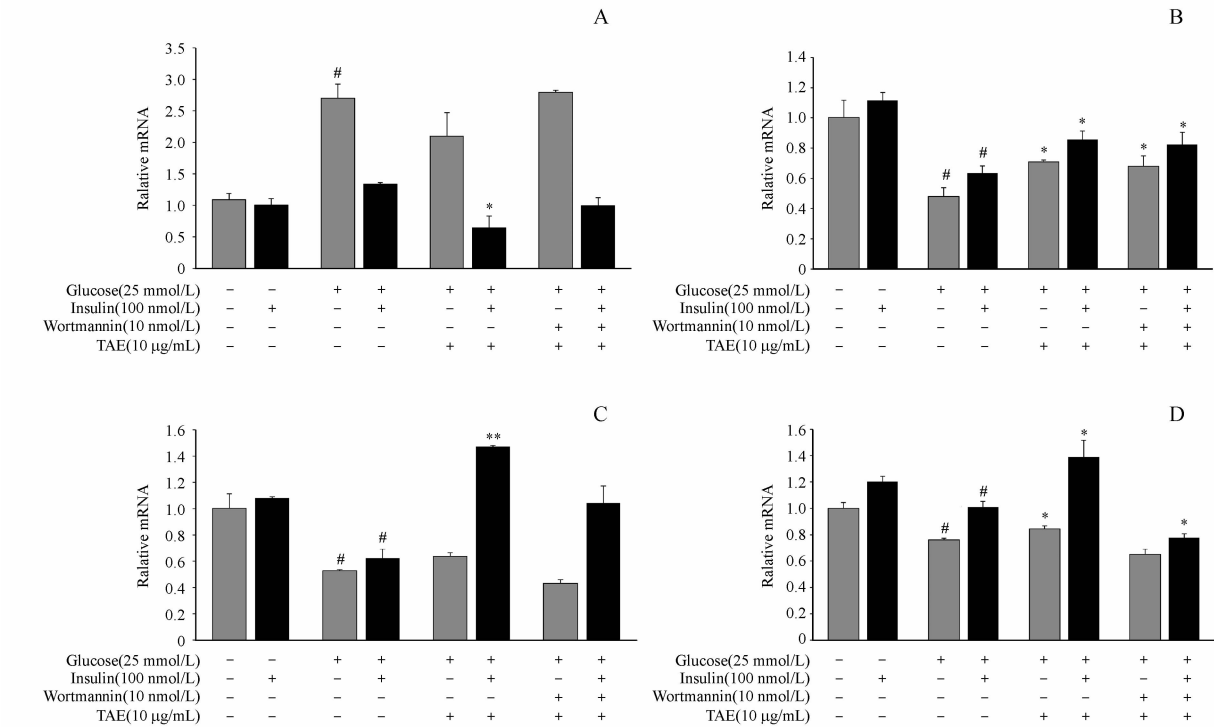 A
3.5
3.0
2.5
2.0
1.5
1.0
0.5
0
Ralative mRNA
#
*
Glucose(25 mmol/L) – – + + + + + +
Insulin(100 nmol/L) – + – + – + – +
Wortmannin(10 nmol/L) – – – – – – + +
TAE(10 μg/mL) – – – – + + + +
B
1.4
1.2
1.0
0.8
0.6
0.4
0.2
0
Ralative mRNA
# # * * * *
Glucose(25 mmol/L) – – + + + + + +
Insulin(100 nmol/L) – + – + – + – +
Wortmannin(10 nmol/L) – – – – – – + +
TAE(10 μg/mL) – – – – + + + +
C
1.6
1.4
1.2
1.0
0.8
0.6
0.4
0.2
0
Ralative mRNA
# # **
Glucose(25 mmol/L) – – + + + + + +
Insulin(100 nmol/L) – + – + – + – +
Wortmannin(10 nmol/L) – – – – – – + +
TAE(10 μg/mL) – – – – + + + +
D
1.6
1.4
1.2
1.0
0.8
0.6
0.4
0.2
0
Ralative mRNA
# # * * *
Glucose(25 mmol/L) – – + + + + + +
Insulin(100 nmol/L) – + – + – + – +
Wortmannin(10 nmol/L) – – – – – – + +
TAE(10 μg/mL) – – – – + + + +